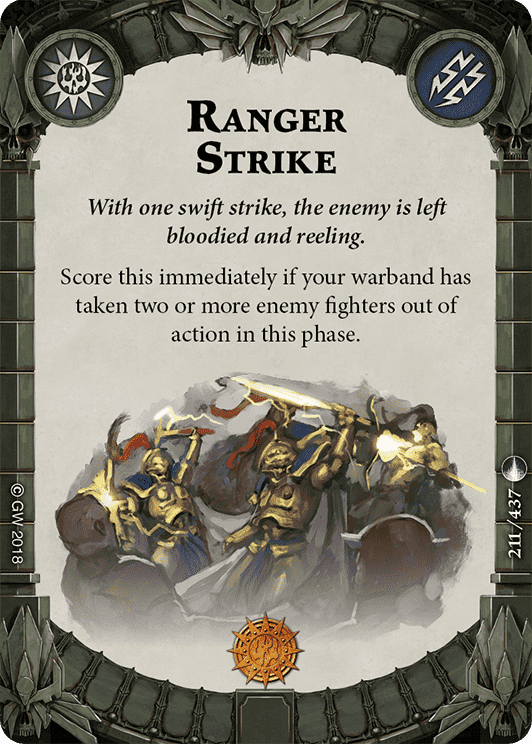 RANGER
STRIKE
With one swift strike, the enemy is left
bloodied and reeling.
Score this immediately if your warband has
taken two or more enemy fighters out of
action in this phase.
© GW 2018
211/437